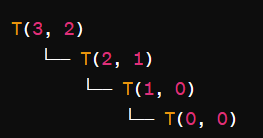 T(3, 2)
└── T(2, 1)
└── T(1, 0)
└── T(0, 0)